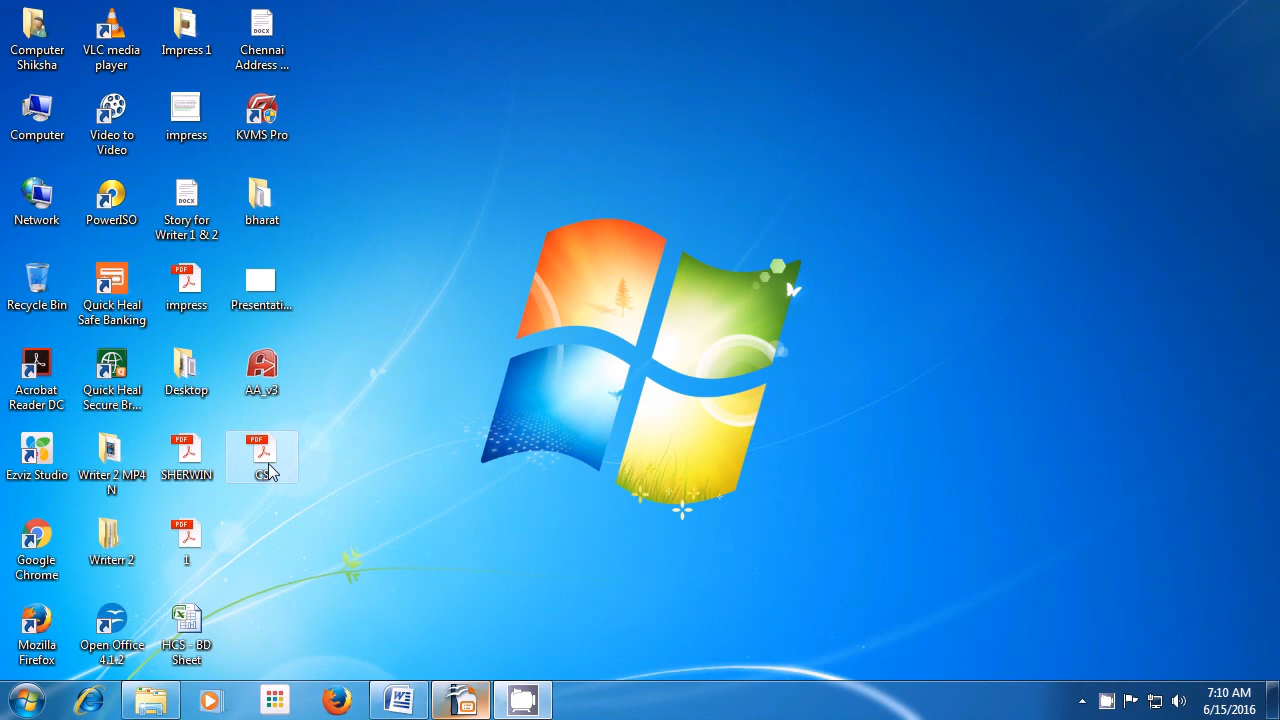 Computer
Shiksha
VLC media
player
Impress 1
Chennai
Address ...
Computer
Video to
Video
impress
KVMS Pro
Network
PowerISO
Story for
Writer 1 & 2
bharat
Recycle Bin
Quick Heal
Safe Banking
impress
Presentati...
Acrobat
Reader DC
Quick Heal
Secure Br...
Desktop
AA_v3
Ezviz Studio
Writer 2 MP4
N
SHERWIN
Google
Chrome
Writerr 2
1
Mozilla
Firefox
Open Office
4.1.2
HCS - BD
Sheet
7:10 AM
6/15/2016